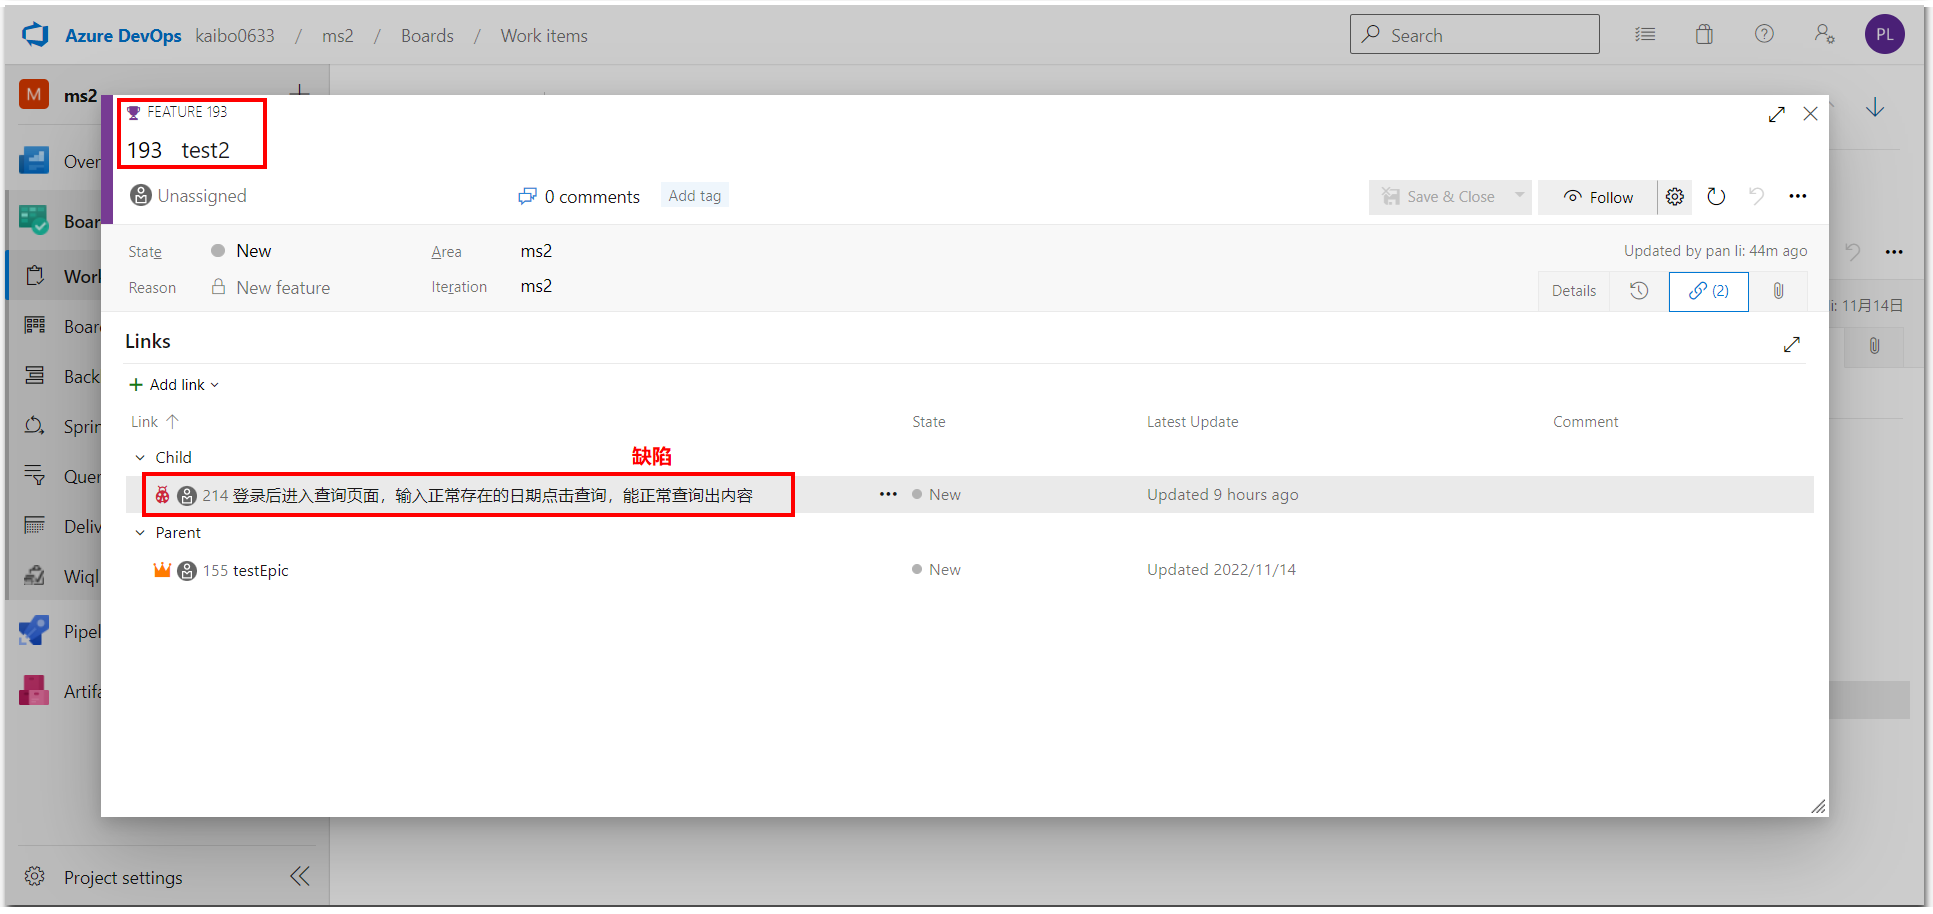 Azure DevOps kaibo0633 / ms2 / Boards / Work items
Search
PL
M ms2
FEATURE 193
193 test2
Over
Unassigned
0 comments
Add tag
Save & Close
Follow
Boar
State New
Area ms2
Updated by pan li: 44m ago
Work
Reason New feature
Iteration ms2
Details
(2)
i: 11月14日
Boar
Links
Back
Add link
Link
State
Latest Update
Comment
Sprin
缺陷
Child
Quer
214 登录后进入查询页面，输入正常存在的日期点击查询，能正常查询出内容
New
Updated 9 hours ago
Deliv
Parent
Wiql
155 testEpic
New
Updated 2022/11/14
Pipel
Artifa
Project settings